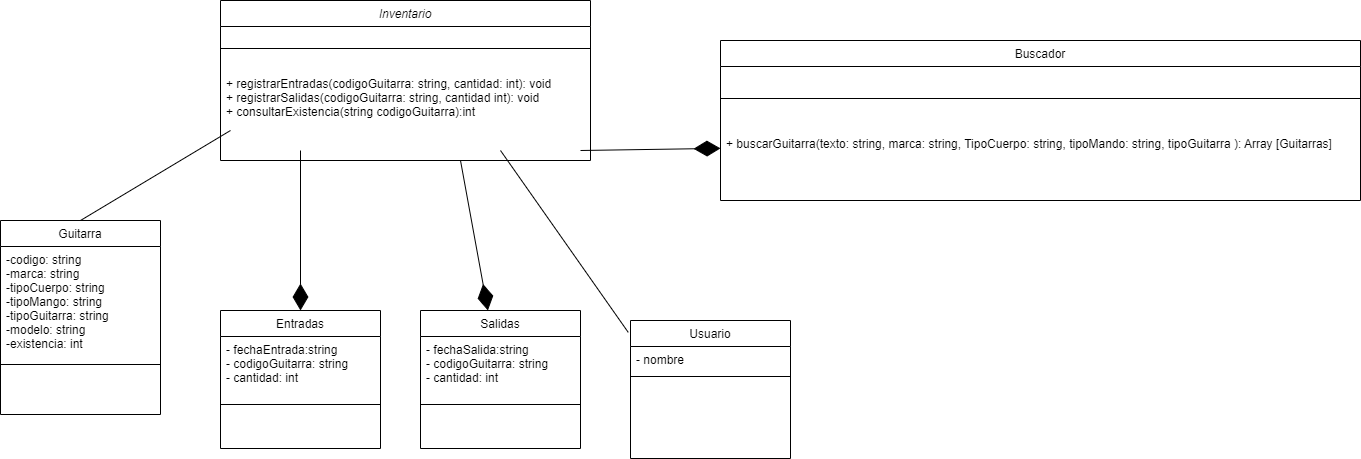 Inventario
+ registrarEntradas(codigoGuitarra: string, cantidad: int): void
+ registrarSalidas(codigoGuitarra: string, cantidad int): void
+ consultarExistencia(string codigoGuitarra):int
Buscador
+ buscarGuitarra(texto: string, marca: string, TipoCuerpo: string, tipoMando: string, tipoGuitarra ): Array [Guitarras]
Guitarra
-codigo: string
-marca: string
-tipoCuerpo: string
-tipoMango: string
-tipoGuitarra: string
-modelo: string
-existencia: int
Entradas
- fechaEntrada:string
- codigoGuitarra: string
- cantidad: int
Salidas
- fechaSalida:string
- codigoGuitarra: string
- cantidad: int
Usuario
- nombre